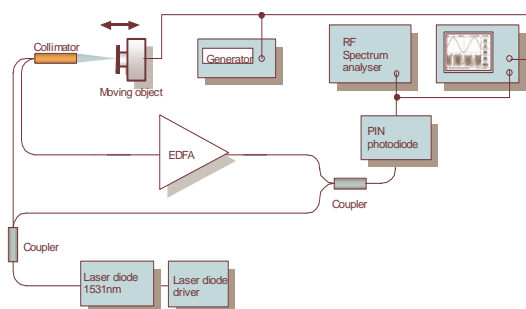 Collimator
Moving object
Generator
RF
Spectrum
analyser
PIN
photodiode
EDFA
Coupler
Coupler
Laser diode
1531nm
Laser diode
driver